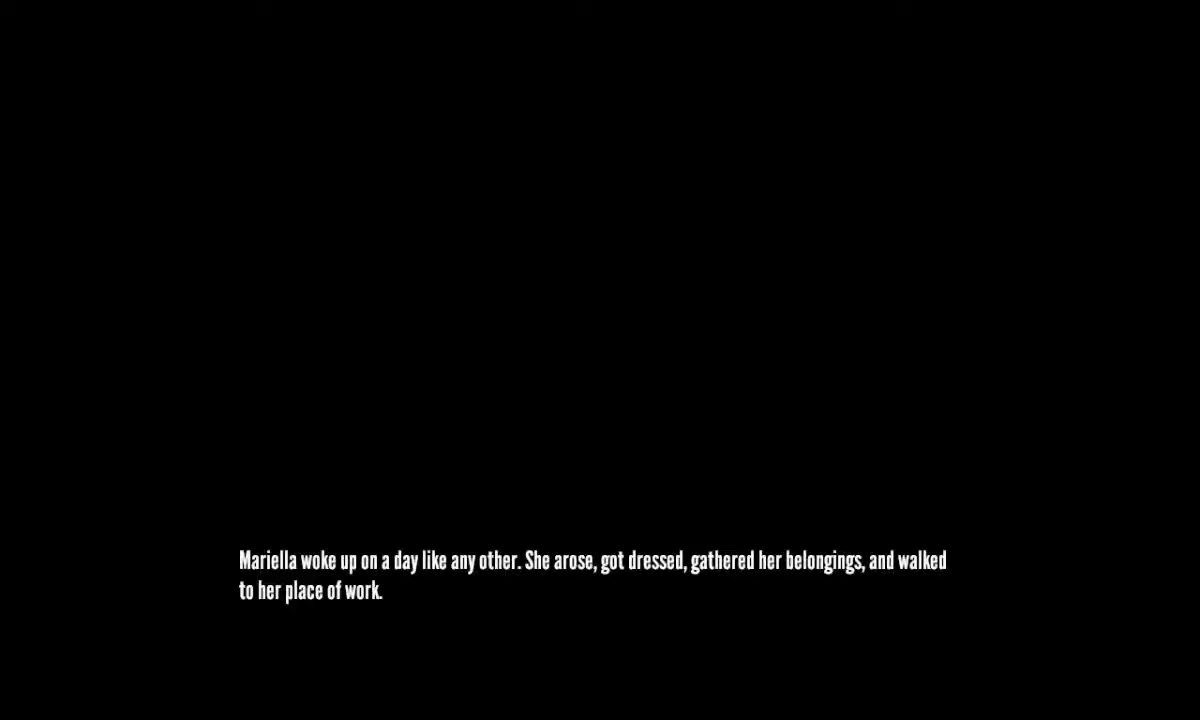 Mariella woke up on a day like any other. She arose, got dressed, gathered her belongings, and walked
to her place of work.